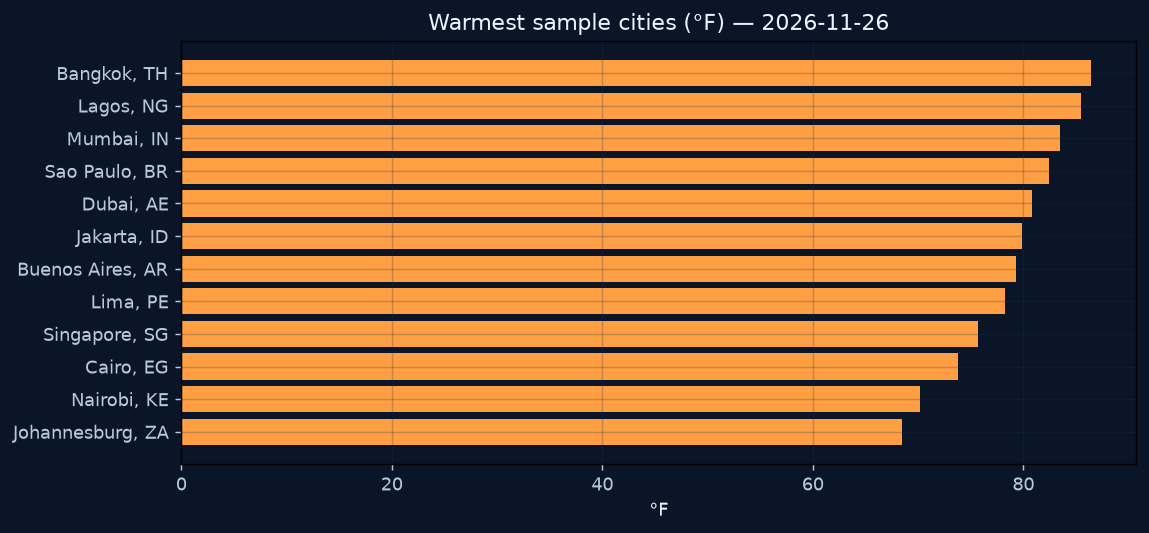 Warmest sample cities (°F) — 2026-11-26
Bangkok, TH
Lagos, NG
Mumbai, IN
Sao Paulo, BR
Dubai, AE
Jakarta, ID
Buenos Aires, AR
Lima, PE
Singapore, SG
Cairo, EG
Nairobi, KE
Johannesburg, ZA
0 20 40 60 80
°F